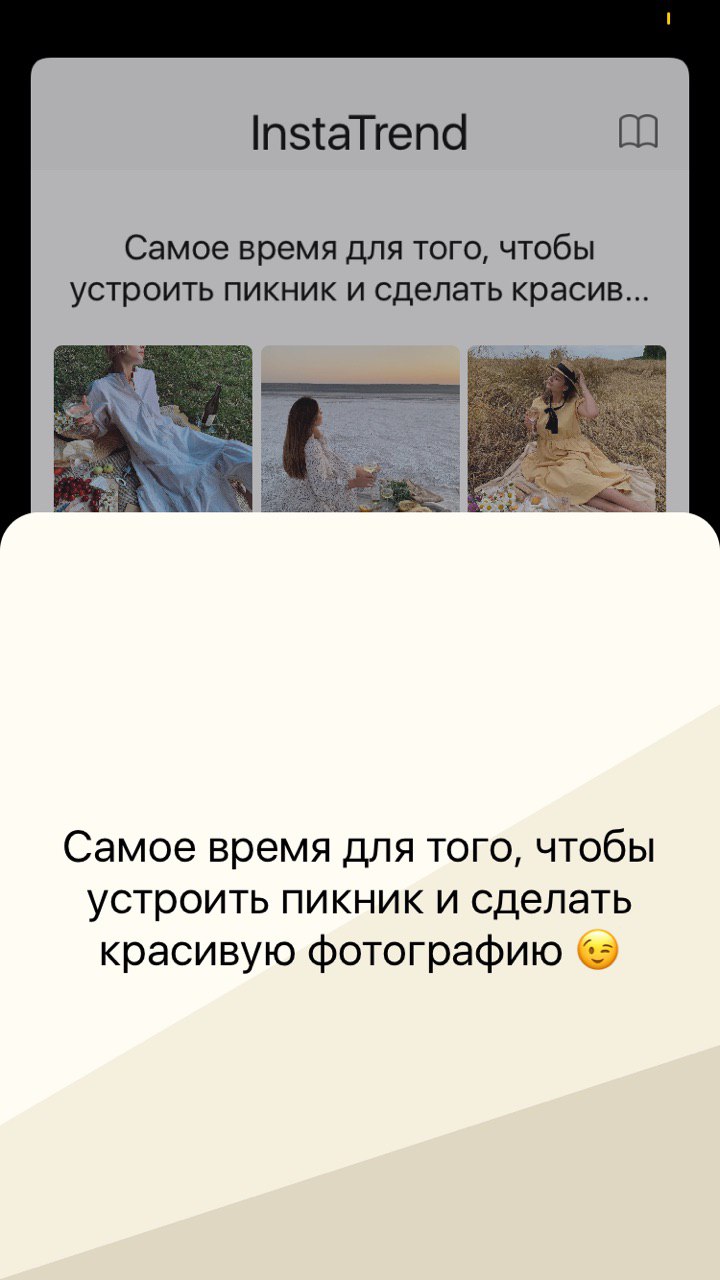 InstaTrend
Самое время для того, чтобы
устроить пикник и сделать красив...
Самое время для того, чтобы
устроить пикник и сделать
красивую фотографию 😉